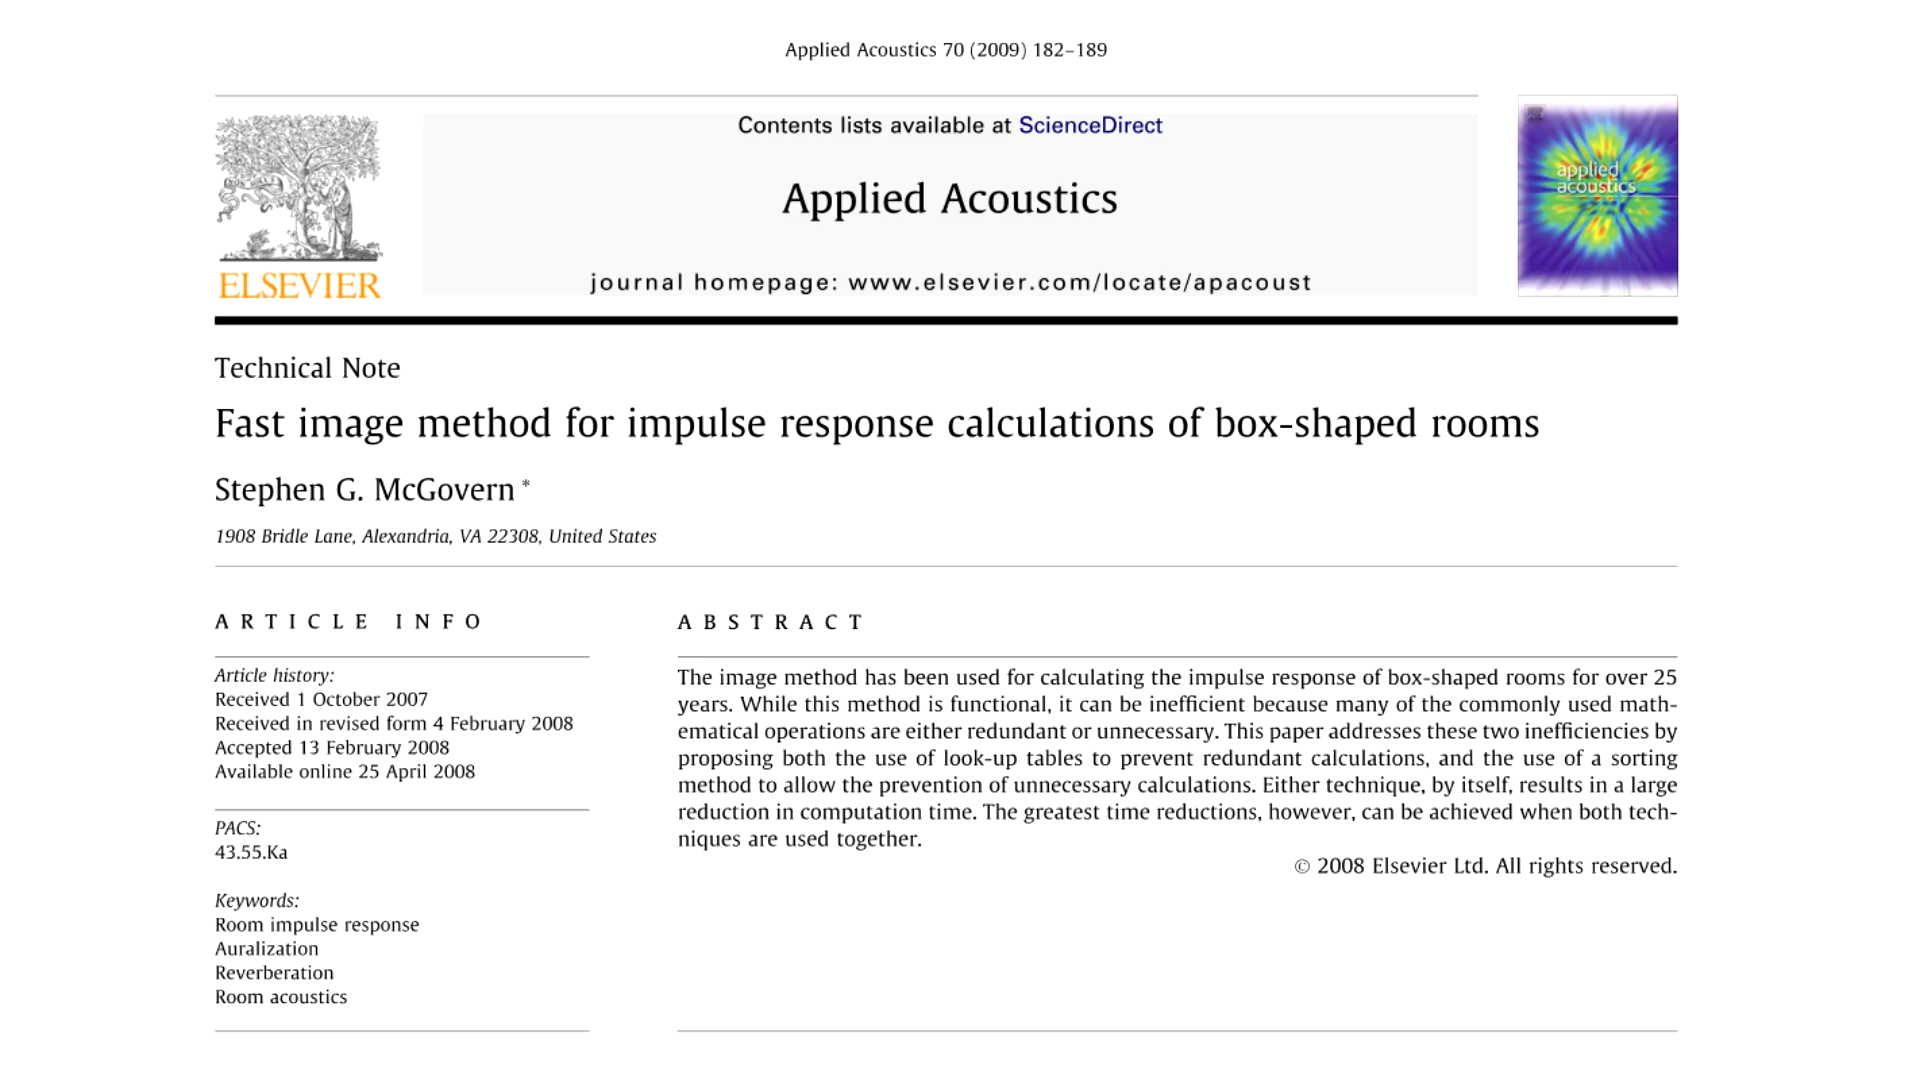 Applied Acoustics 70 (2009) 182–189
Contents lists available at ScienceDirect
Applied Acoustics
journal homepage: www.elsevier.com/locate/apacoust
ELSEVIER
applied
acoustics
Technical Note
Fast image method for impulse response calculations of box-shaped rooms
Stephen G. McGovern *
1908 Bridle Lane, Alexandria, VA 22308, United States
ARTICLE INFO
Article history:
Received 1 October 2007
Received in revised form 4 February 2008
Accepted 13 February 2008
Available online 25 April 2008
PACS:
43.55.Ka
Keywords:
Room impulse response
Auralization
Reverberation
Room acoustics
ABSTRACT
The image method has been used for calculating the impulse response of box-shaped rooms for over 25
years. While this method is functional, it can be inefficient because many of the commonly used math-
ematical operations are either redundant or unnecessary. This paper addresses these two inefficiencies by
proposing both the use of look-up tables to prevent redundant calculations, and the use of a sorting
method to allow the prevention of unnecessary calculations. Either technique, by itself, results in a large
reduction in computation time. The greatest time reductions, however, can be achieved when both tech-
niques are used together.
© 2008 Elsevier Ltd. All rights reserved.